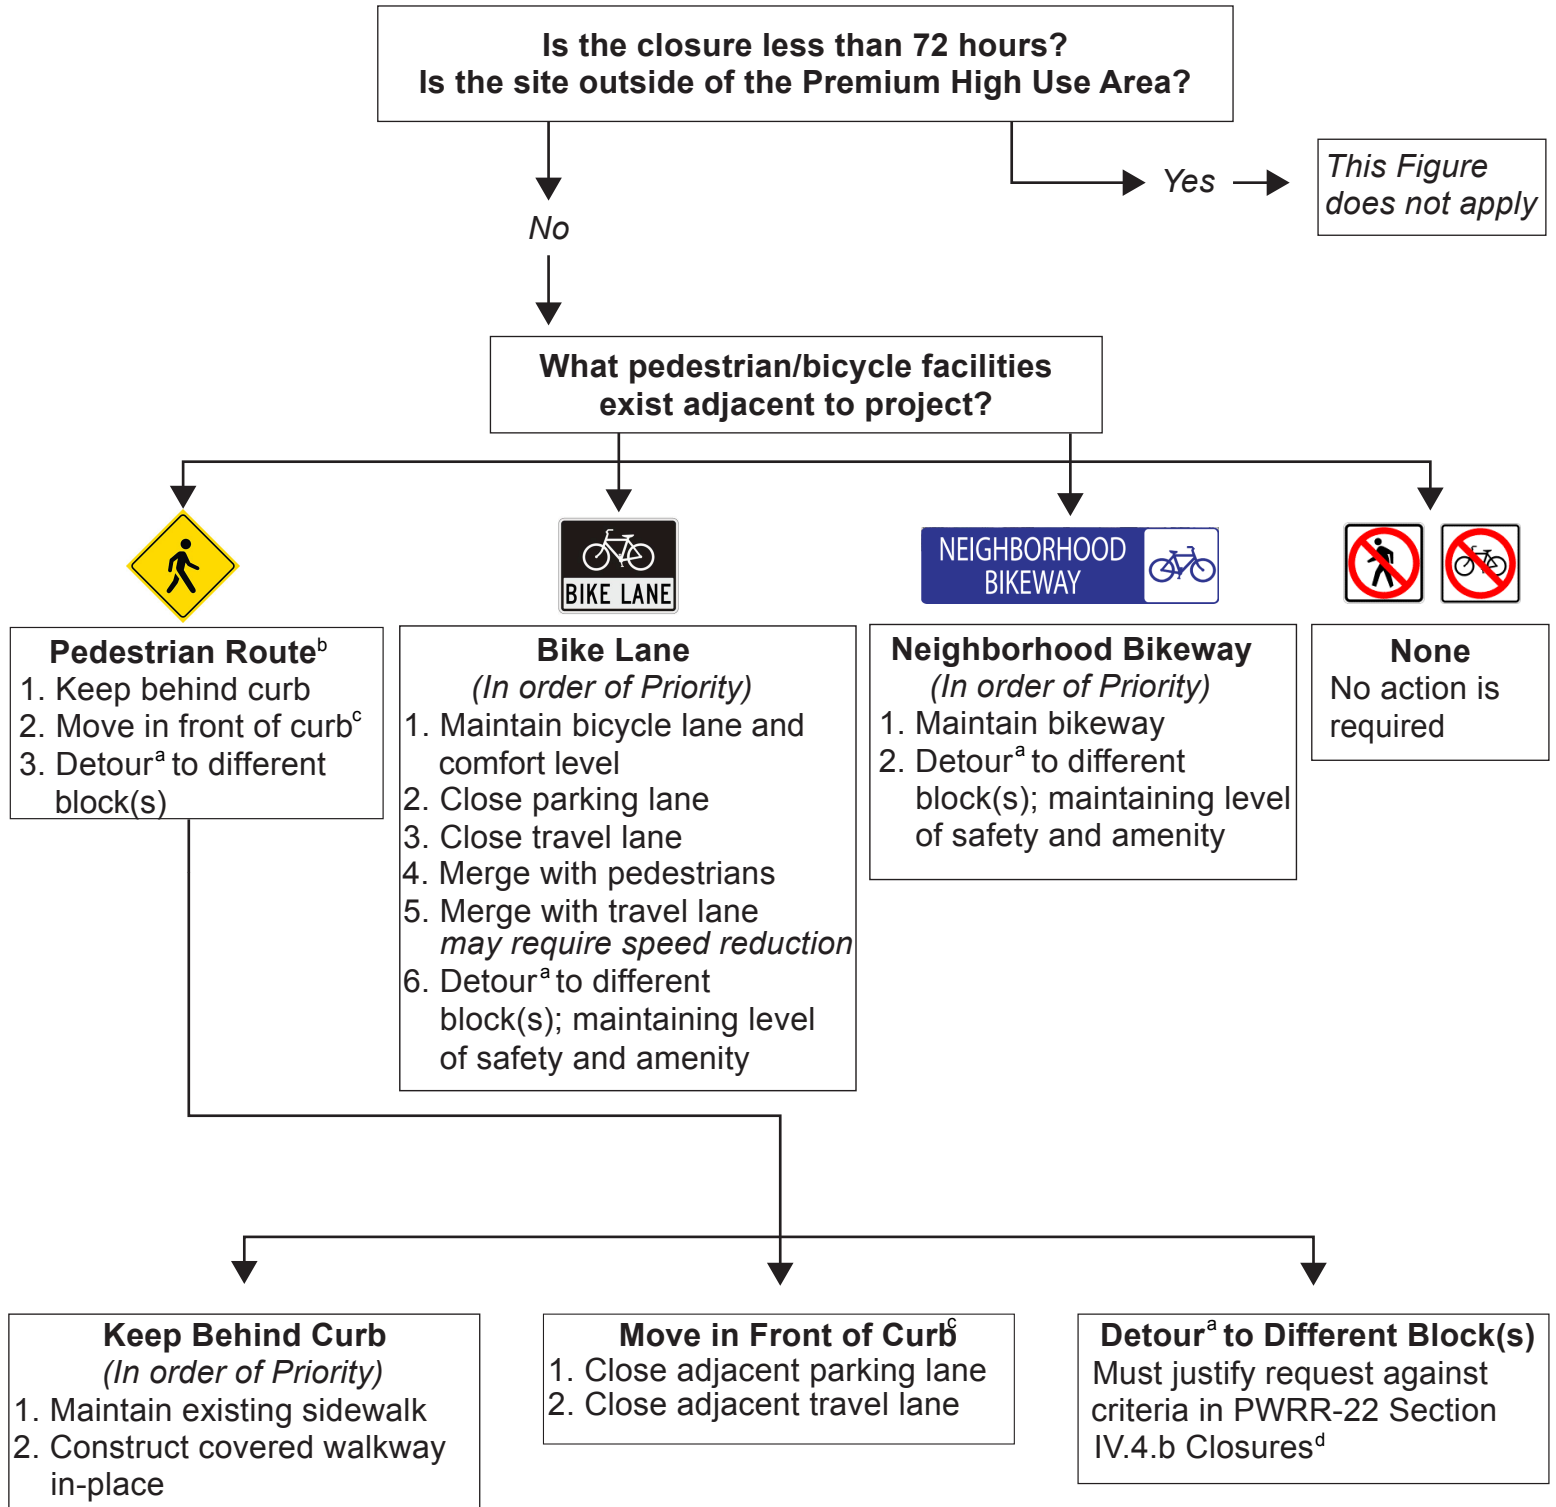 Is the closure less than 72 hours?
Is the site outside of the Premium High Use Area?
Yes
This Figure
does not apply
No
What pedestrian/bicycle facilities
exist adjacent to project?
BIKE LANE
NEIGHBORHOOD
BIKEWAY
Pedestrian Routeᵇ
1. Keep behind curb
2. Move in front of curbᶜ
3. Detourᵃ to different
block(s)
Bike Lane
(In order of Priority)
1. Maintain bicycle lane and
comfort level
2. Close parking lane
3. Close travel lane
4. Merge with pedestrians
5. Merge with travel lane
may require speed reduction
6. Detourᵃ to different
block(s); maintaining level
of safety and amenity
Neighborhood Bikeway
(In order of Priority)
1. Maintain bikeway
2. Detourᵃ to different
block(s); maintaining level
of safety and amenity
None
No action is
required
Keep Behind Curb
(In order of Priority)
1. Maintain existing sidewalk
2. Construct covered walkway
in-place
Move in Front of Curbᶜ
1. Close adjacent parking lane
2. Close adjacent travel lane
Detourᵃ to Different Block(s)
Must justify request against
criteria in PWRR-22 Section
IV.4.b Closuresᵈ